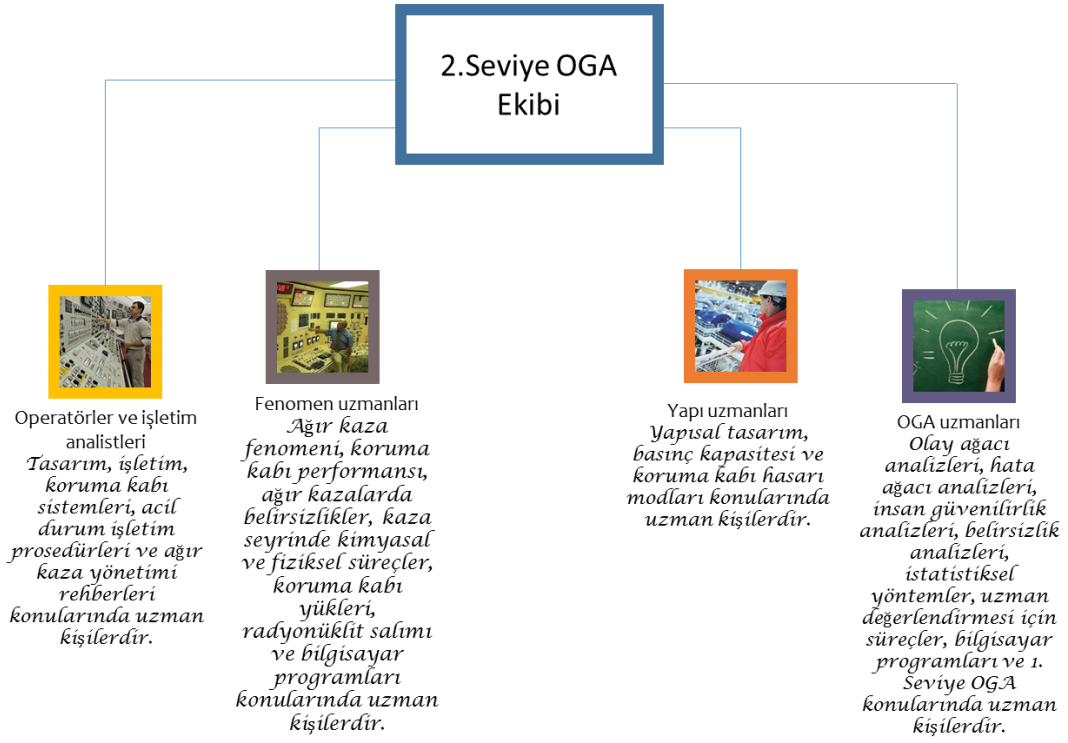 2.Seviye OGA
Ekibi
Operatörler ve işletim
analistleri
Tasarım, işletim,
koruma kabı
sistemleri, acil
durum işletim
prosedürleri ve ağır
kaza yönetimi
rehberleri
konularında uzman
kişilerdir.
Fenomen uzmanları
Ağır kaza
fenomeni, koruma
kabı performansı,
ağır kazalarda
belirsizlikler, kaza
seyrinde kimyasal
ve fiziksel süreçler,
koruma kabı
yükleri,
radyonüklit salımı
ve bilgisayar
programları
konularında uzman
kişilerdir.
Yapı uzmanları
Yapısal tasarım,
basınç kapasitesi ve
koruma kabı hasarı
modları konularında
uzman kişilerdir.
OGA uzmanları
Olay ağacı
analizleri, hata
ağacı analizleri,
insan güvenilirlik
analizleri, belirsizlik
analizleri,
istatistiksel
yöntemler, uzman
değerlendirmesi için
süreçler, bilgisayar
programları ve 1.
Seviye OGA
konularında uzman
kişilerdir.